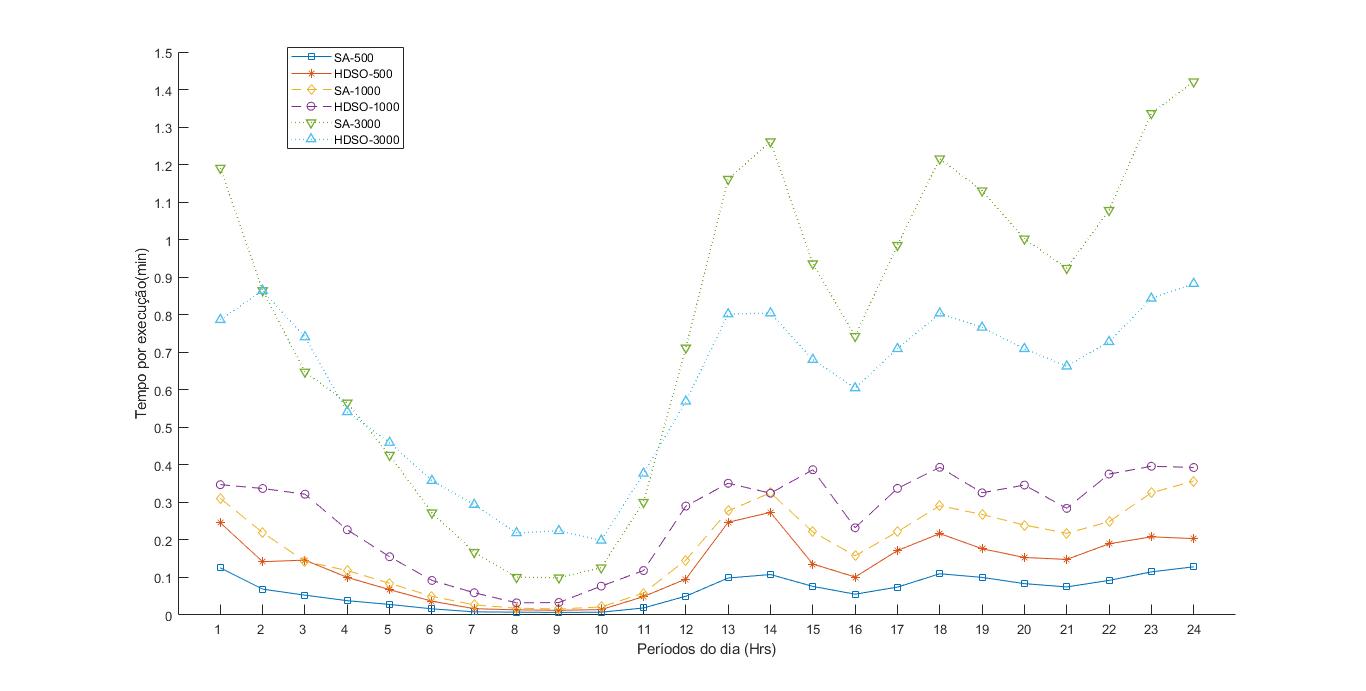 1.5
1.4
1.3
1.2
1.1
1
0.9
0.8
0.7
0.6
0.5
0.4
0.3
0.2
0.1
0
Tempo por execução(min)
SA-500
HDSO-500
SA-1000
HDSO-1000
SA-3000
HDSO-3000
1 2 3 4 5 6 7 8 9 10 11 12 13 14 15 16 17 18 19 20 21 22 23 24
Períodos do dia (Hrs)